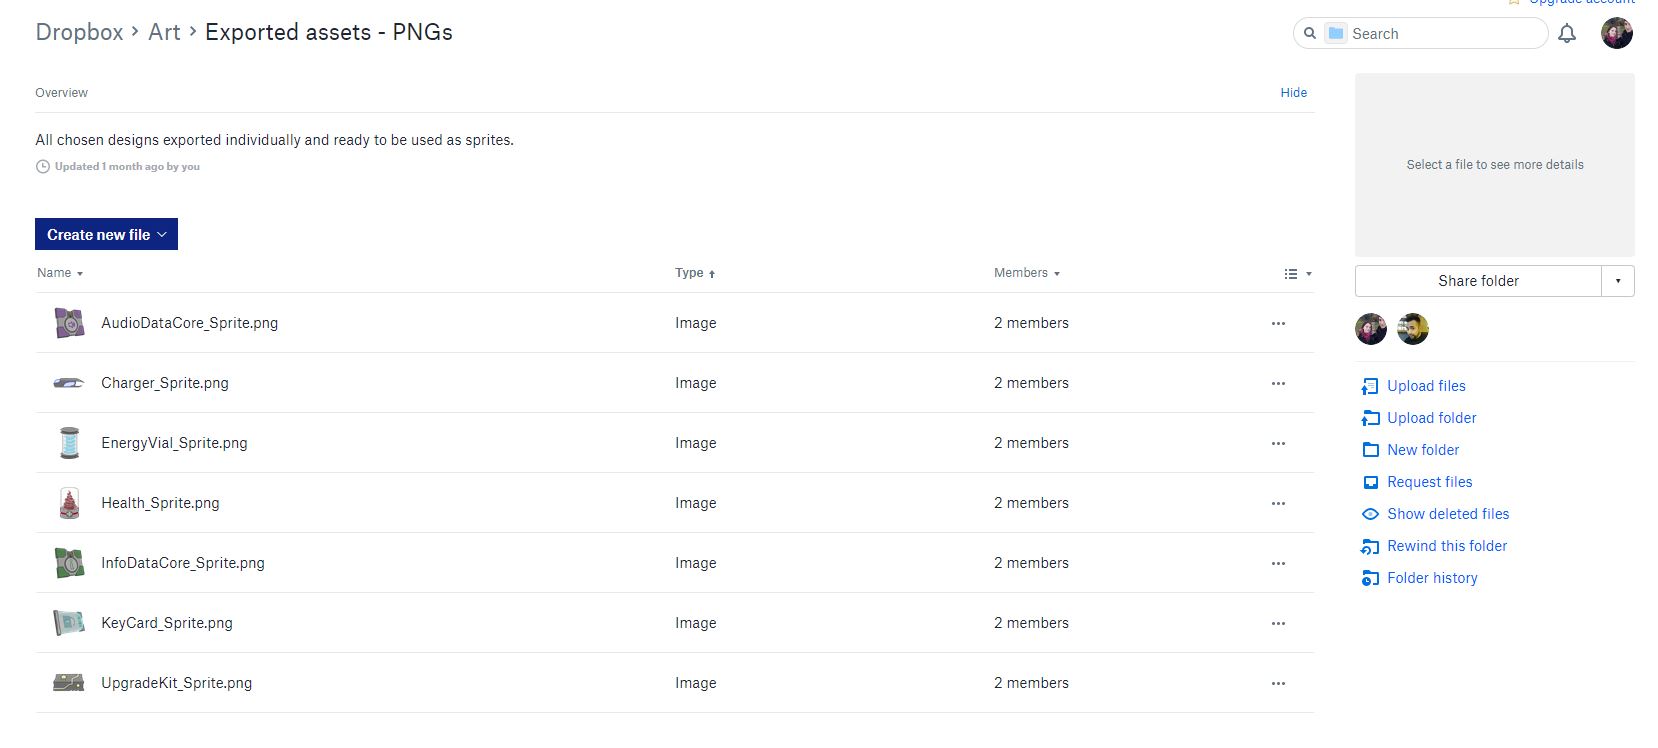 Upgrade account
Dropbox > Art > Exported assets - PNGs
Search
Overview
Hide
All chosen designs exported individually and ready to be used as sprites.
Updated 1 month ago by you
Select a file to see more details
Create new file
Name Type Members
Share folder
AudioDataCore_Sprite.png Image 2 members
Charger_Sprite.png Image 2 members
EnergyVial_Sprite.png Image 2 members
Health_Sprite.png Image 2 members
InfoDataCore_Sprite.png Image 2 members
KeyCard_Sprite.png Image 2 members
UpgradeKit_Sprite.png Image 2 members
Upload files
Upload folder
New folder
Request files
Show deleted files
Rewind this folder
Folder history